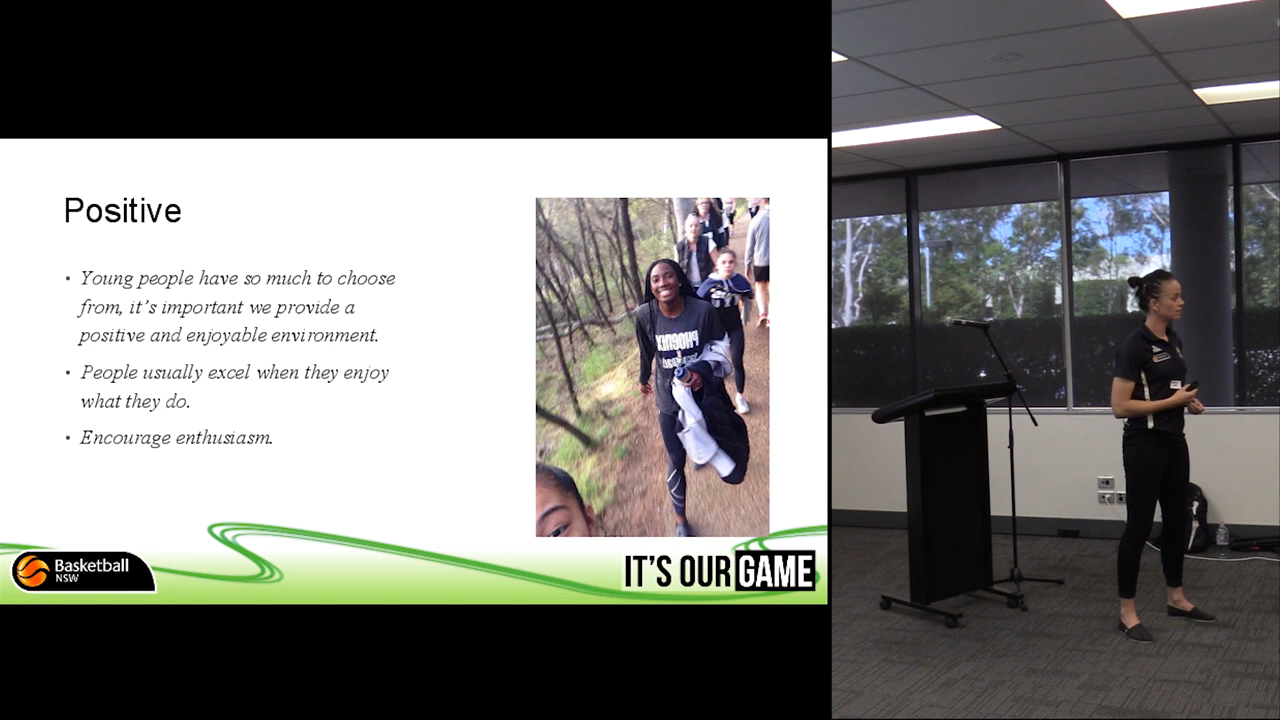 Positive
• Young people have so much to choose
from, it's important we provide a
positive and enjoyable environment.
• People usually excel when they enjoy
what they do.
• Encourage enthusiasm.
PHOENIX
Basketball
NSW
IT'S OUR GAME